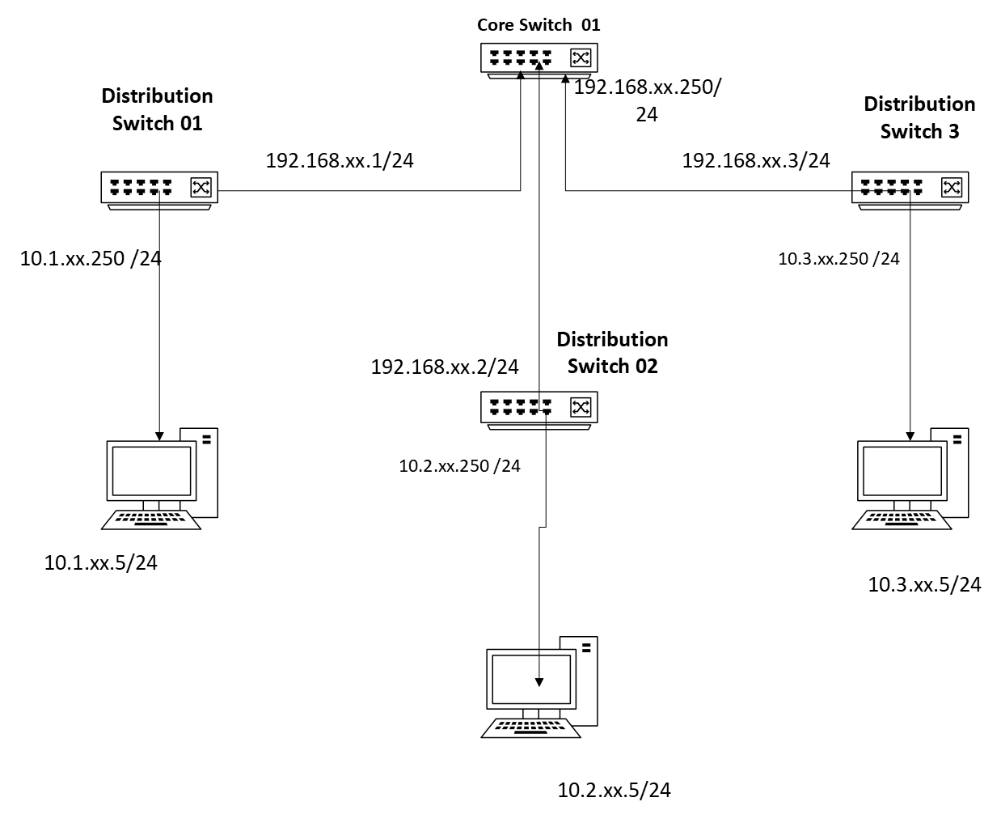 Core Switch 01
192.168.xx.250/
24
Distribution
Switch 01
192.168.xx.1/24
Distribution
Switch 3
192.168.xx.3/24
10.1.xx.250 /24
10.3.xx.250 /24
Distribution
Switch 02
192.168.xx.2/24
10.2.xx.250 /24
10.1.xx.5/24
10.3.xx.5/24
10.2.xx.5/24